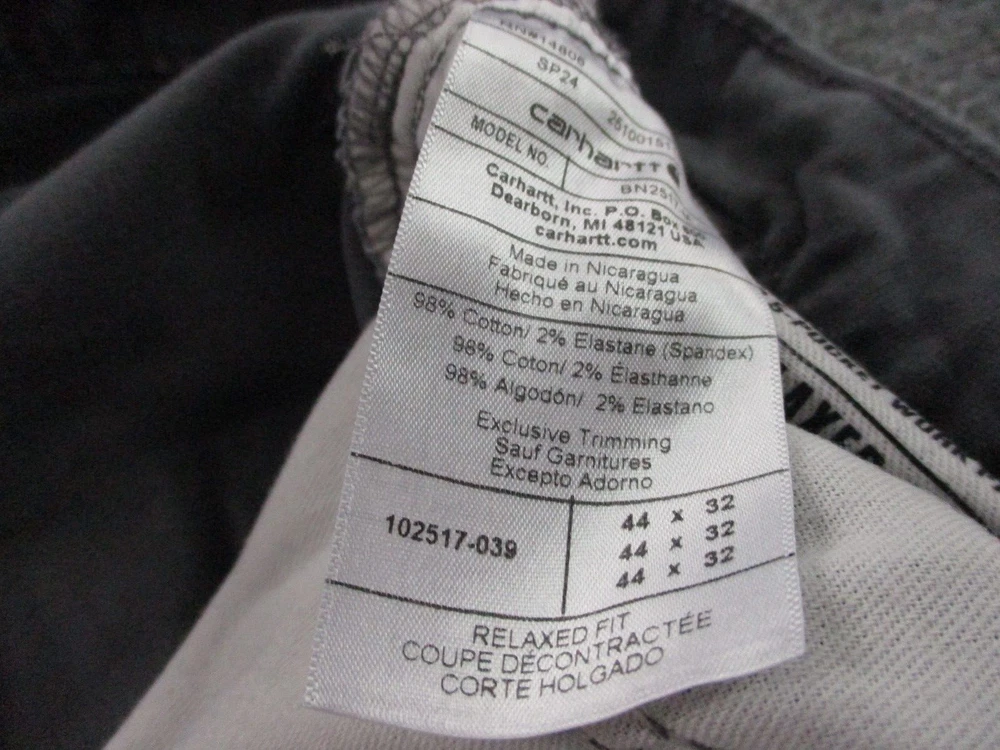 RN#14806
SP24
carhartt
MODEL NO.
Carhartt, Inc. P.O. Box
Dearborn, MI 48121 USA
carhartt.com
Made in Nicaragua
Fabriqué au Nicaragua
Hecho en Nicaragua
98% Cotton/ 2% Elastane (Spandex)
98% Coton/ 2% Élasthanne
98% Algodón/ 2% Elastano
Exclusive Trimming
Sauf Garnitures
Excepto Adorno
102517-039
44 x 32
44 x 32
44 x 32
RELAXED FIT
COUPE DÉCONTRACTÉE
CORTE HOLGADO